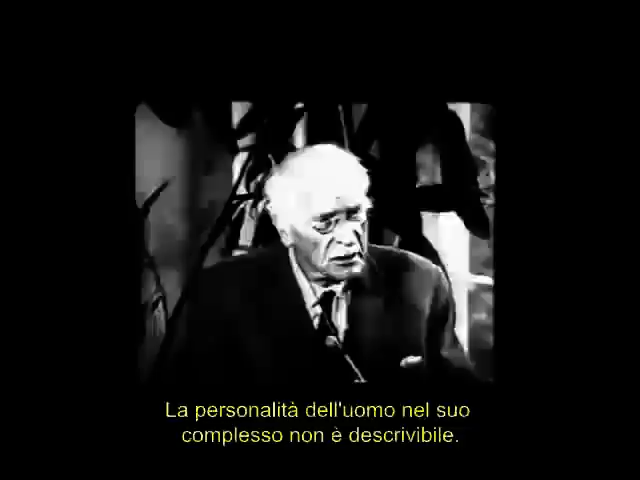 La personalità dell'uomo nel suo
complesso non è descrivibile.